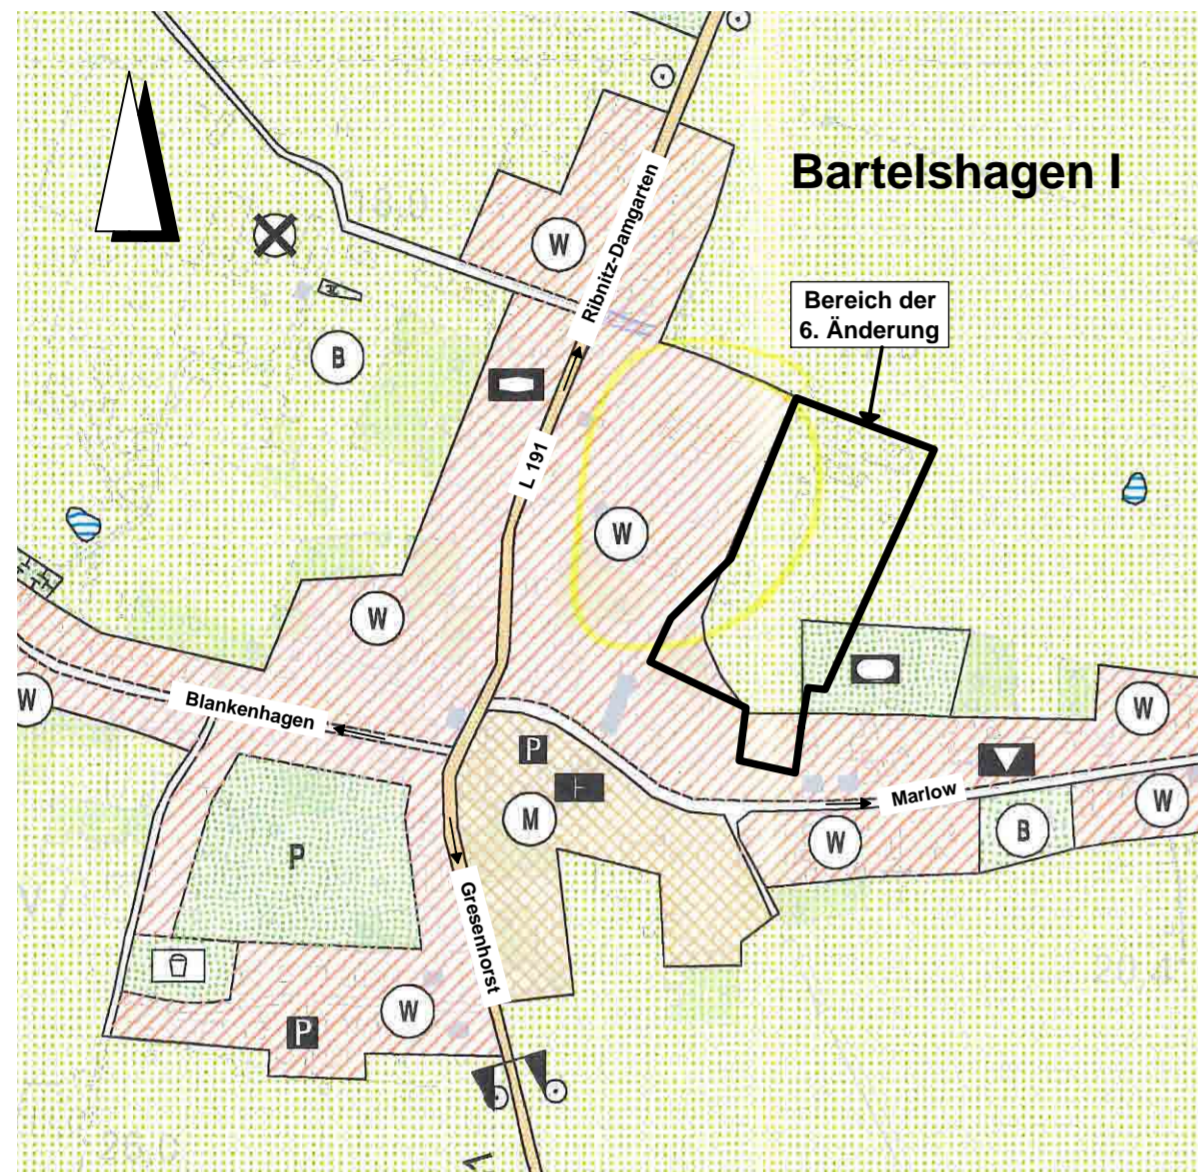 Bartelshagen I
Ribnitz-Damgarten
W
Bereich der
6. Änderung
B
L 191
W
W
W
Blankenhagen
W
P
Marlow
M
W
W
B
P
Gresenhorst
W
P